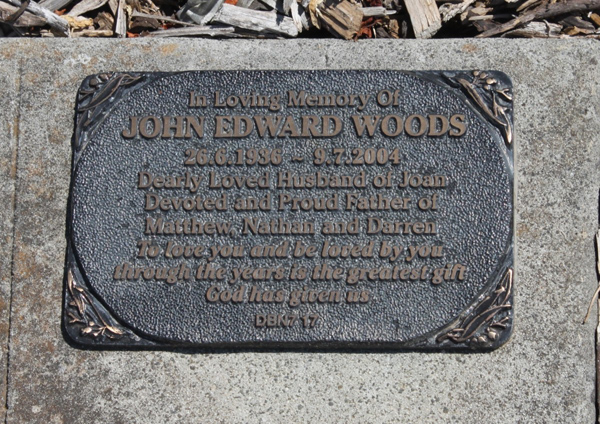 In Loving Memory Of
JOHN EDWARD WOODS
26.6.1936 ~ 9.7.2004
Dearly Loved Husband of Joan
Devoted and Proud Father of
Matthew, Nathan and Darren
To love you and be loved by you
through the years is the greatest gift
God has given us